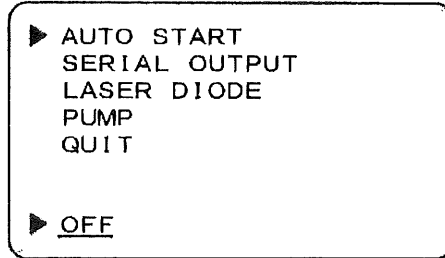 ▶ AUTO START
SERIAL OUTPUT
LASER DIODE
PUMP
QUIT
▶ OFF